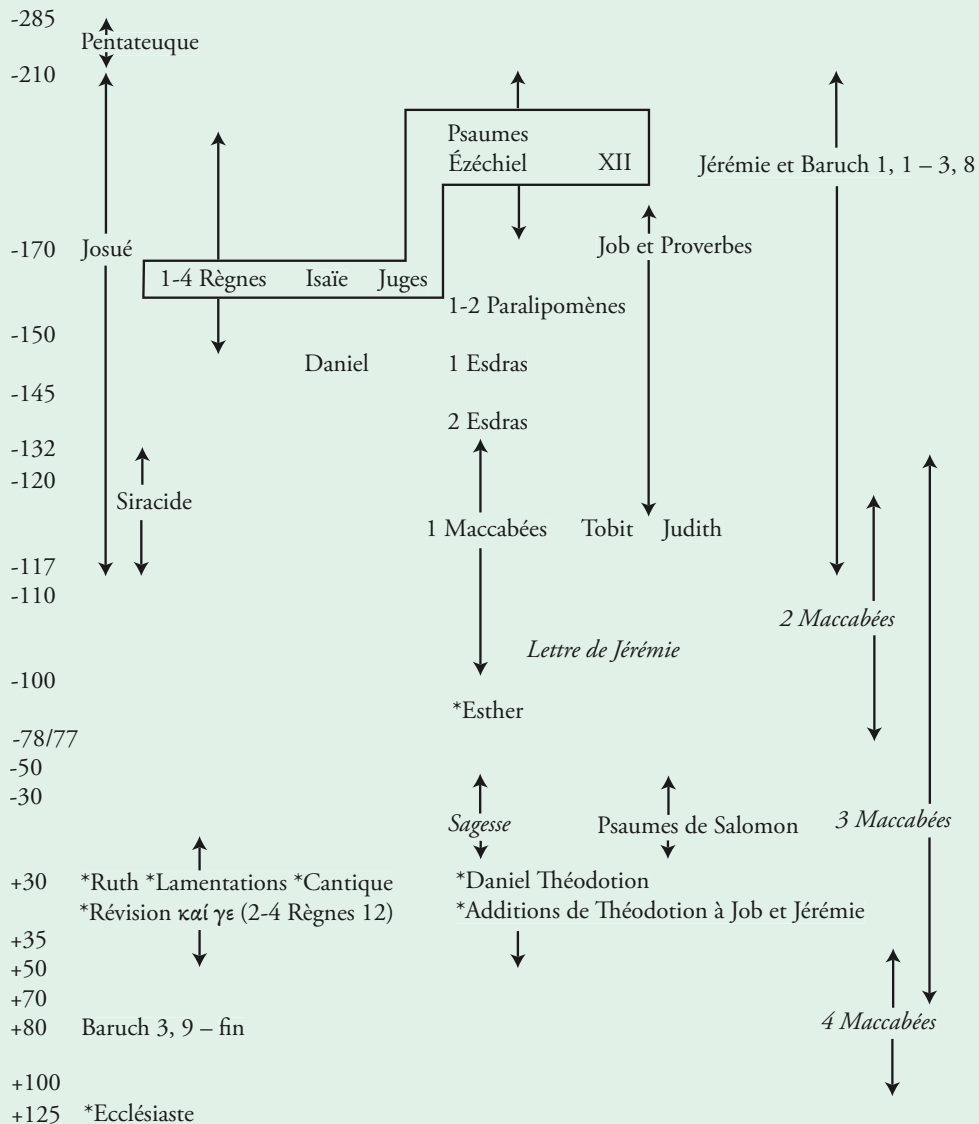 -285
Pentateuque
-210
Psaumes
Ézéchiel XII
Jérémie et Baruch 1, 1 – 3, 8
-170 Josué Job et Proverbes
1-4 Règnes Isaïe Juges
1-2 Paralipomènes
-150
Daniel 1 Esdras
-145
2 Esdras
-132
-120
Siracide
1 Maccabées Tobit Judith
-117
-110
2 Maccabées
Lettre de Jérémie
-100
*Esther
-78/77
-50
-30
Sagesse Psaumes de Salomon 3 Maccabées
+30 *Ruth *Lamentations *Cantique *Daniel Théodotion
*Révision καί γε (2-4 Règnes 12) *Additions de Théodotion à Job et Jérémie
+35
+50
+70
+80 Baruch 3, 9 – fin 4 Maccabées
+100
+125 *Ecclésiaste